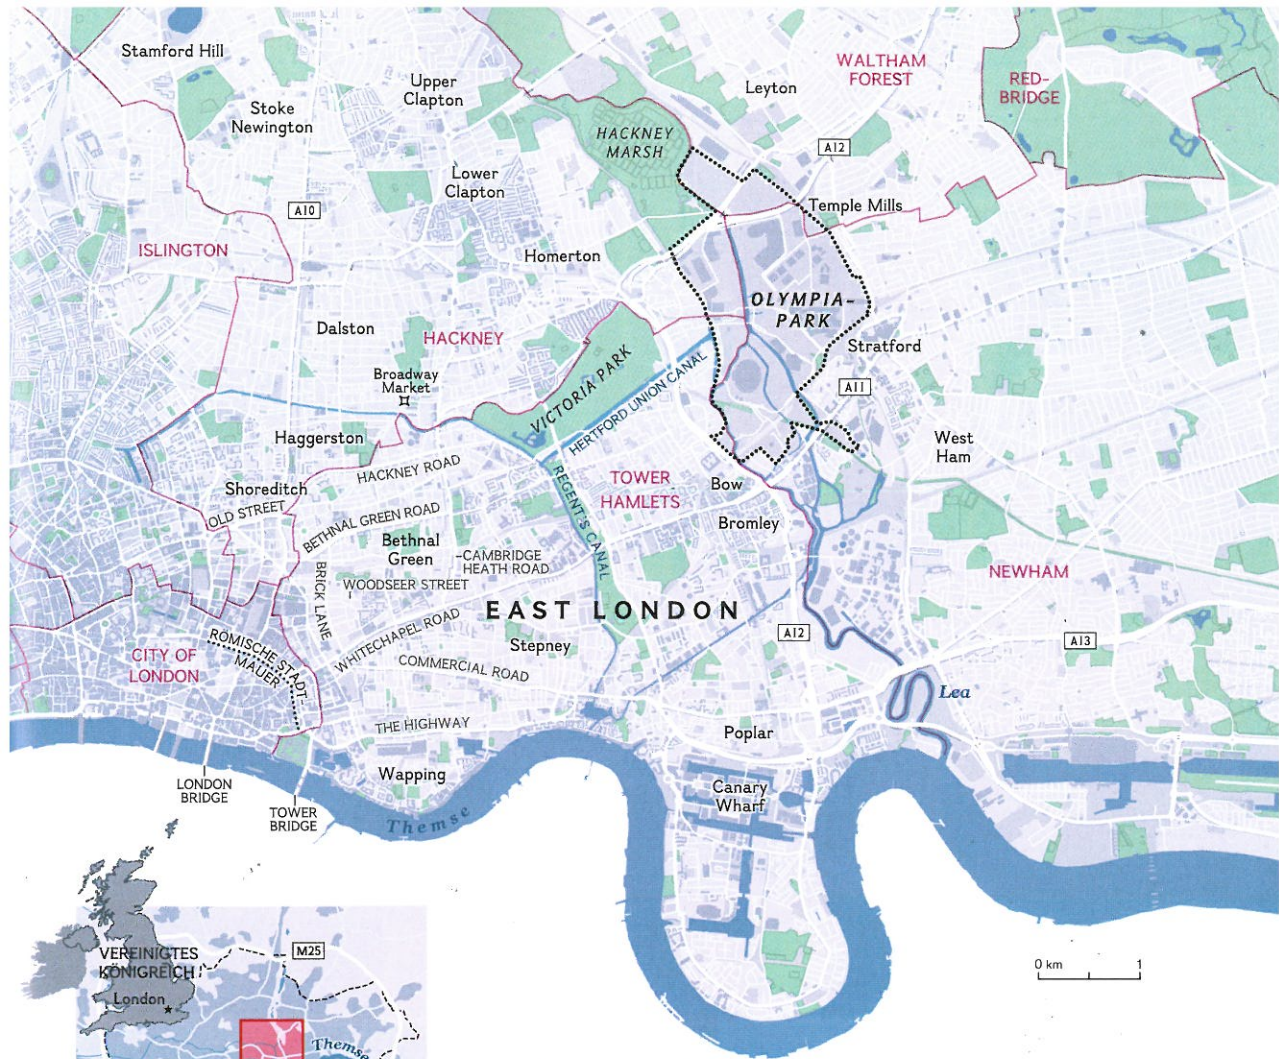 Stamford Hill
Upper
Clapton
Leyton
WALTHAM
FOREST
RED-
BRIDGE
Stoke
Newington
HACKNEY
MARSH
A12
Lower
Clapton
A10
Temple Mills
ISLINGTON
Homerton
OLYMPIA-
PARK
Dalston
HACKNEY
Stratford
Broadway
Market
VICTORIA PARK
HERTFORD UNION CANAL
A11
Haggerston
HACKNEY ROAD
West
Ham
TOWER
HAMLETS
Bow
Shoreditch
OLD STREET
BETHNAL GREEN ROAD
REGENT'S CANAL
Bromley
Bethnal
Green
CAMBRIDGE
HEATH ROAD
BRICK LANE
WOODSEER STREET
NEWHAM
EAST LONDON
WHITECHAPEL ROAD
A12
A13
RÖMISCHE STADT-
MAUER
Stepney
CITY OF
LONDON
COMMERCIAL ROAD
Lea
THE HIGHWAY
Poplar
Wapping
Canary
Wharf
LONDON
BRIDGE
TOWER
BRIDGE
Themse
VEREINIGTES
KÖNIGREICH
M25
0 km 1
London
Themse